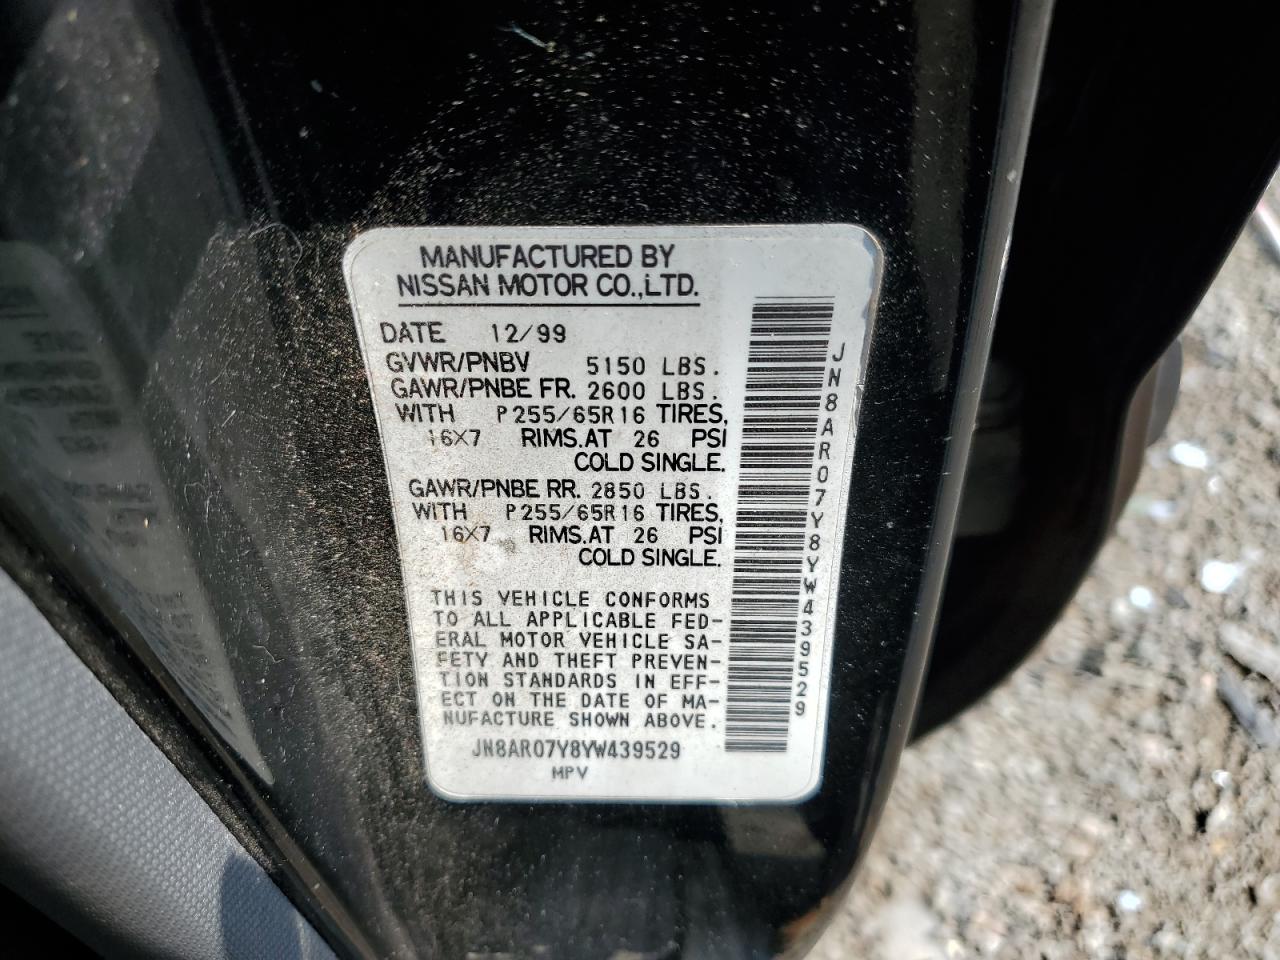 MANUFACTURED BY
NISSAN MOTOR CO.,LTD.
DATE 12/99
GVWR/PNBV 5150 LBS.
GAWR/PNBE FR. 2600 LBS.
WITH P255/65R16 TIRES,
16X7 RIMS.AT 26 PSI
COLD SINGLE.
GAWR/PNBE RR. 2850 LBS.
WITH P255/65R16 TIRES,
16X7 RIMS.AT 26 PSI
COLD SINGLE.
THIS VEHICLE CONFORMS
TO ALL APPLICABLE FED-
ERAL MOTOR VEHICLE SA-
FETY AND THEFT PREVEN-
TION STANDARDS IN EFF-
ECT ON THE DATE OF MA-
NUFACTURE SHOWN ABOVE.
JN8AR07Y8YW439529
MPV
JN8AR07Y8YW439529